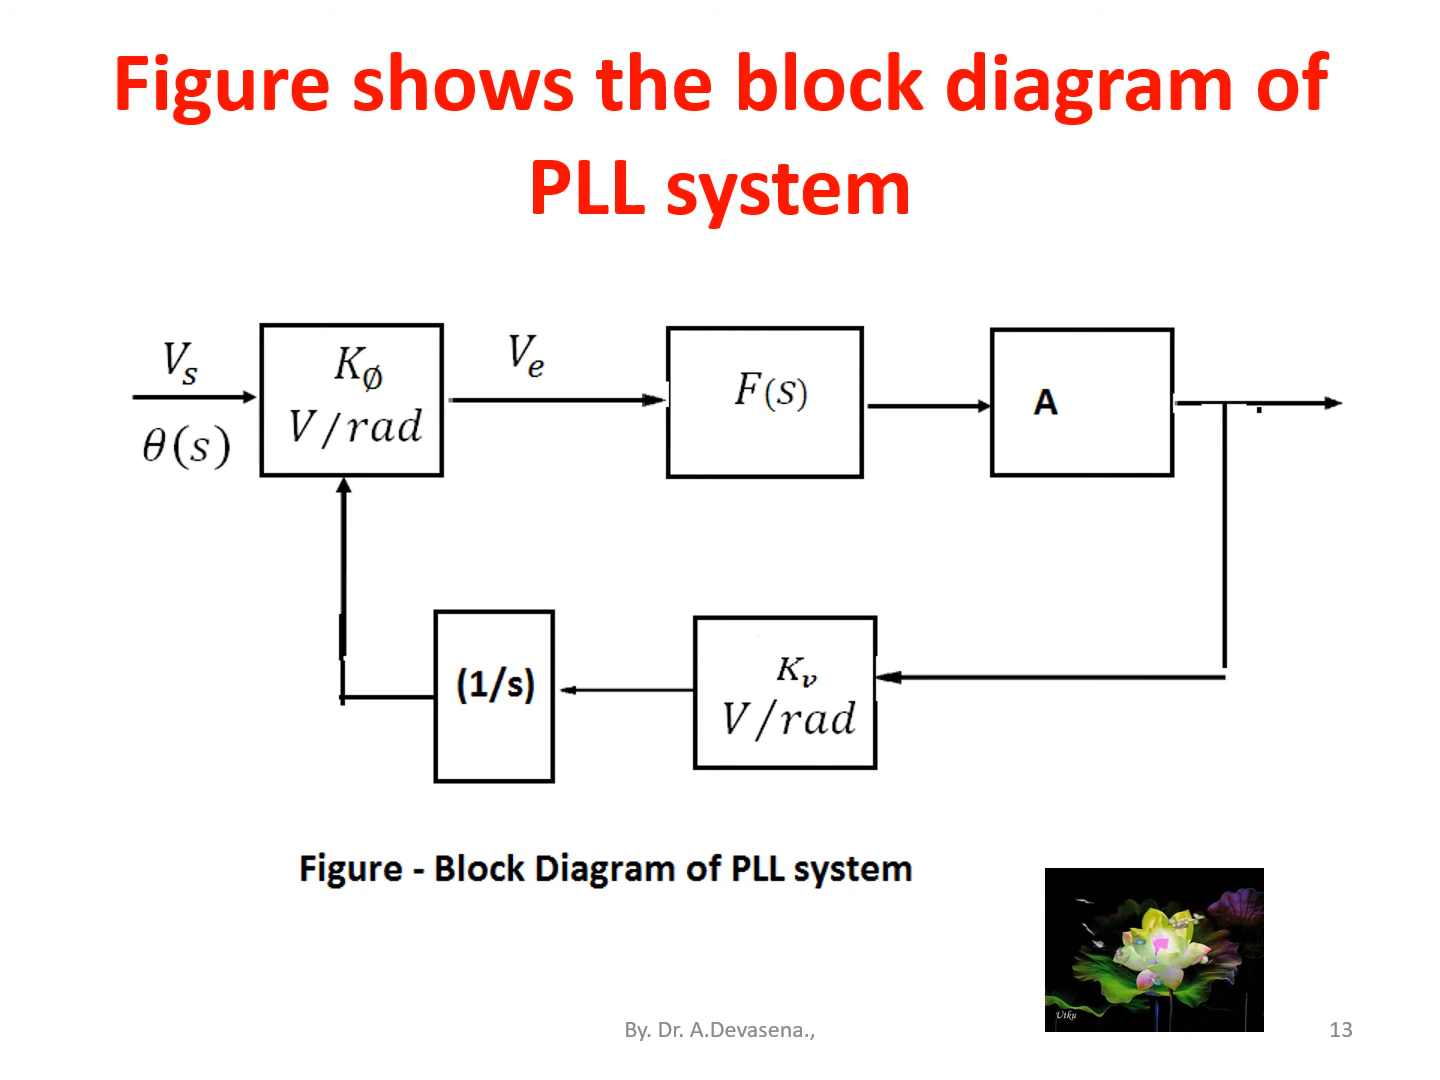 Figure shows the block diagram of
PLL system
Vₛ
θ(s)
K∅
V/rad
Vₑ
F(s)
A
(1/s)
Kᵥ
V/rad
Figure - Block Diagram of PLL system
Utku
By. Dr. A.Devasena.,
13